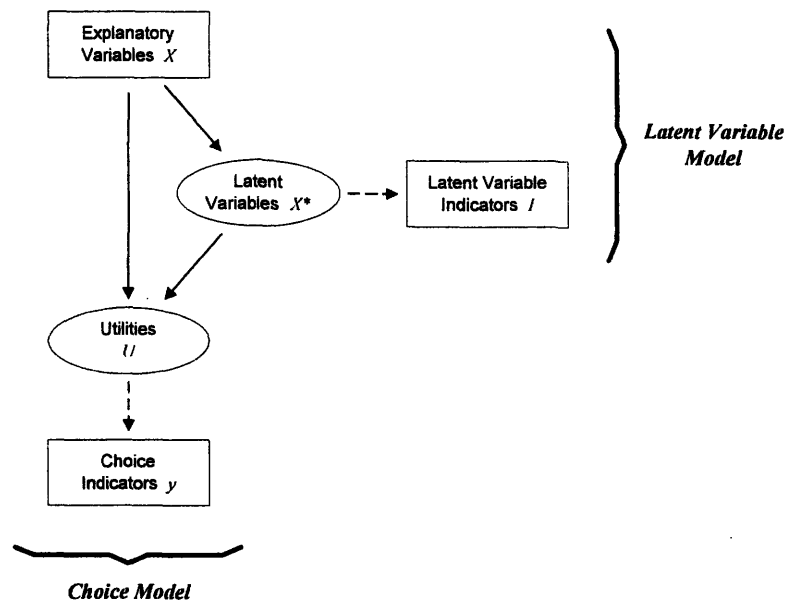 Explanatory
Variables X
Latent
Variables X*
Latent Variable
Indicators I
Latent Variable
Model
Utilities
U
Choice
Indicators y
Choice Model